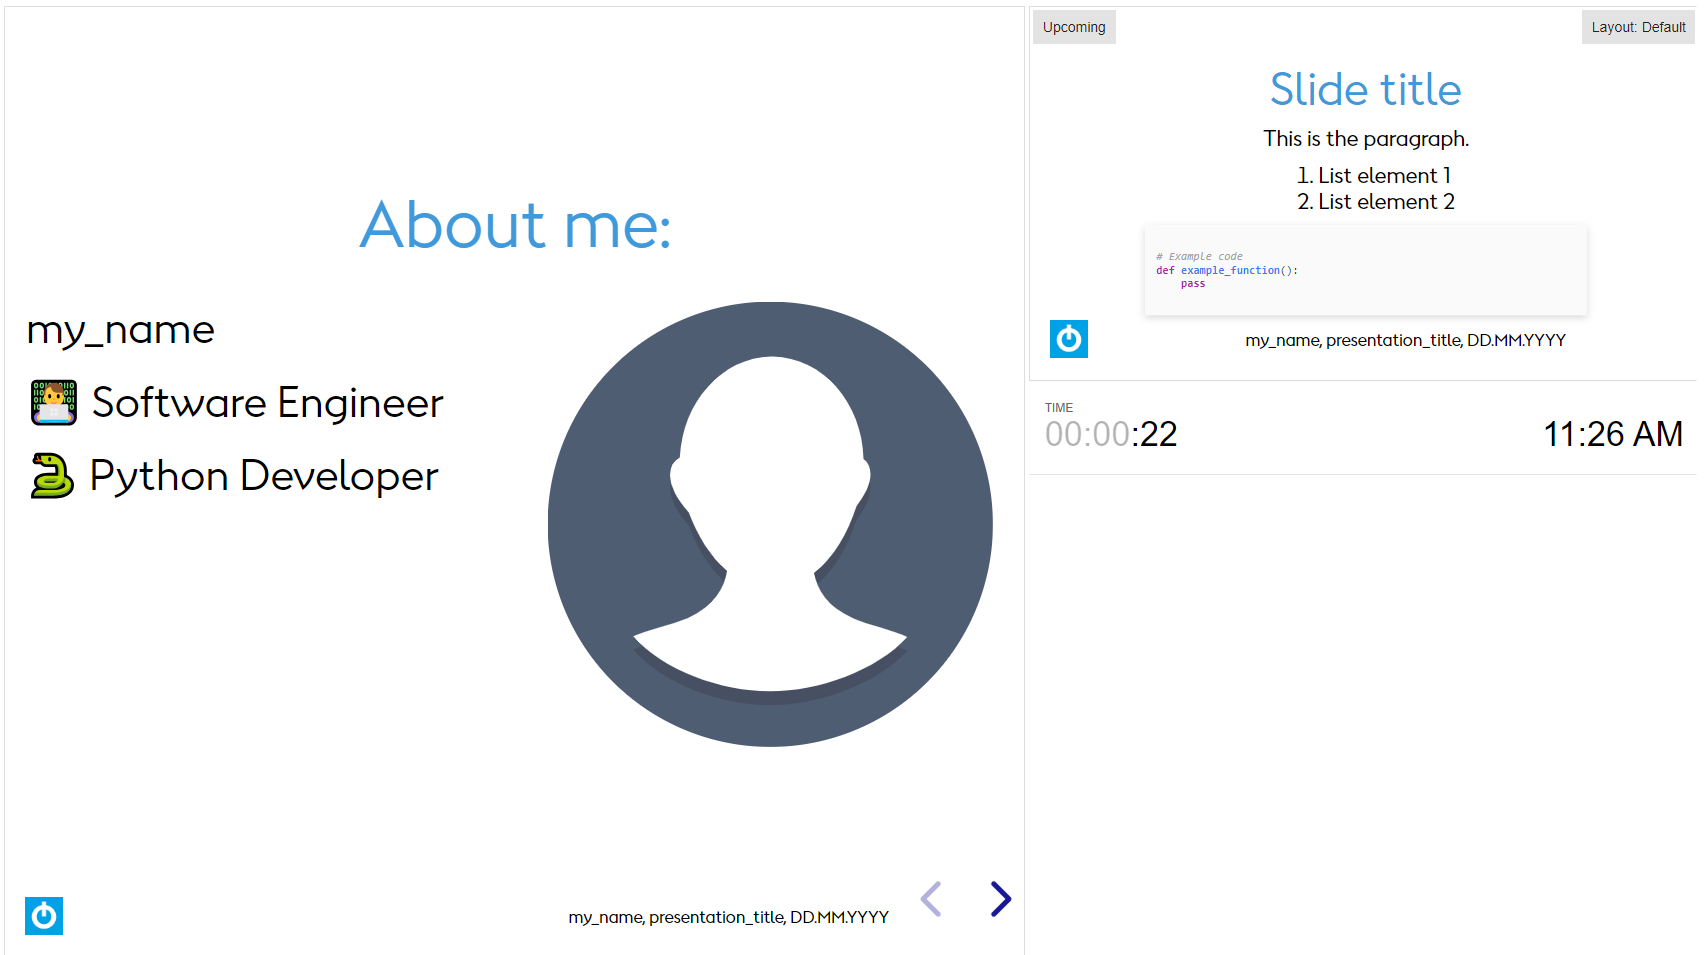 About me:
my_name
Software Engineer
Python Developer
my_name, presentation_title, DD.MM.YYYY
Upcoming
Layout: Default
Slide title
This is the paragraph.
1. List element 1
2. List element 2
# Example code
def example_function():
    pass
my_name, presentation_title, DD.MM.YYYY
TIME
00:00:22
11:26 AM